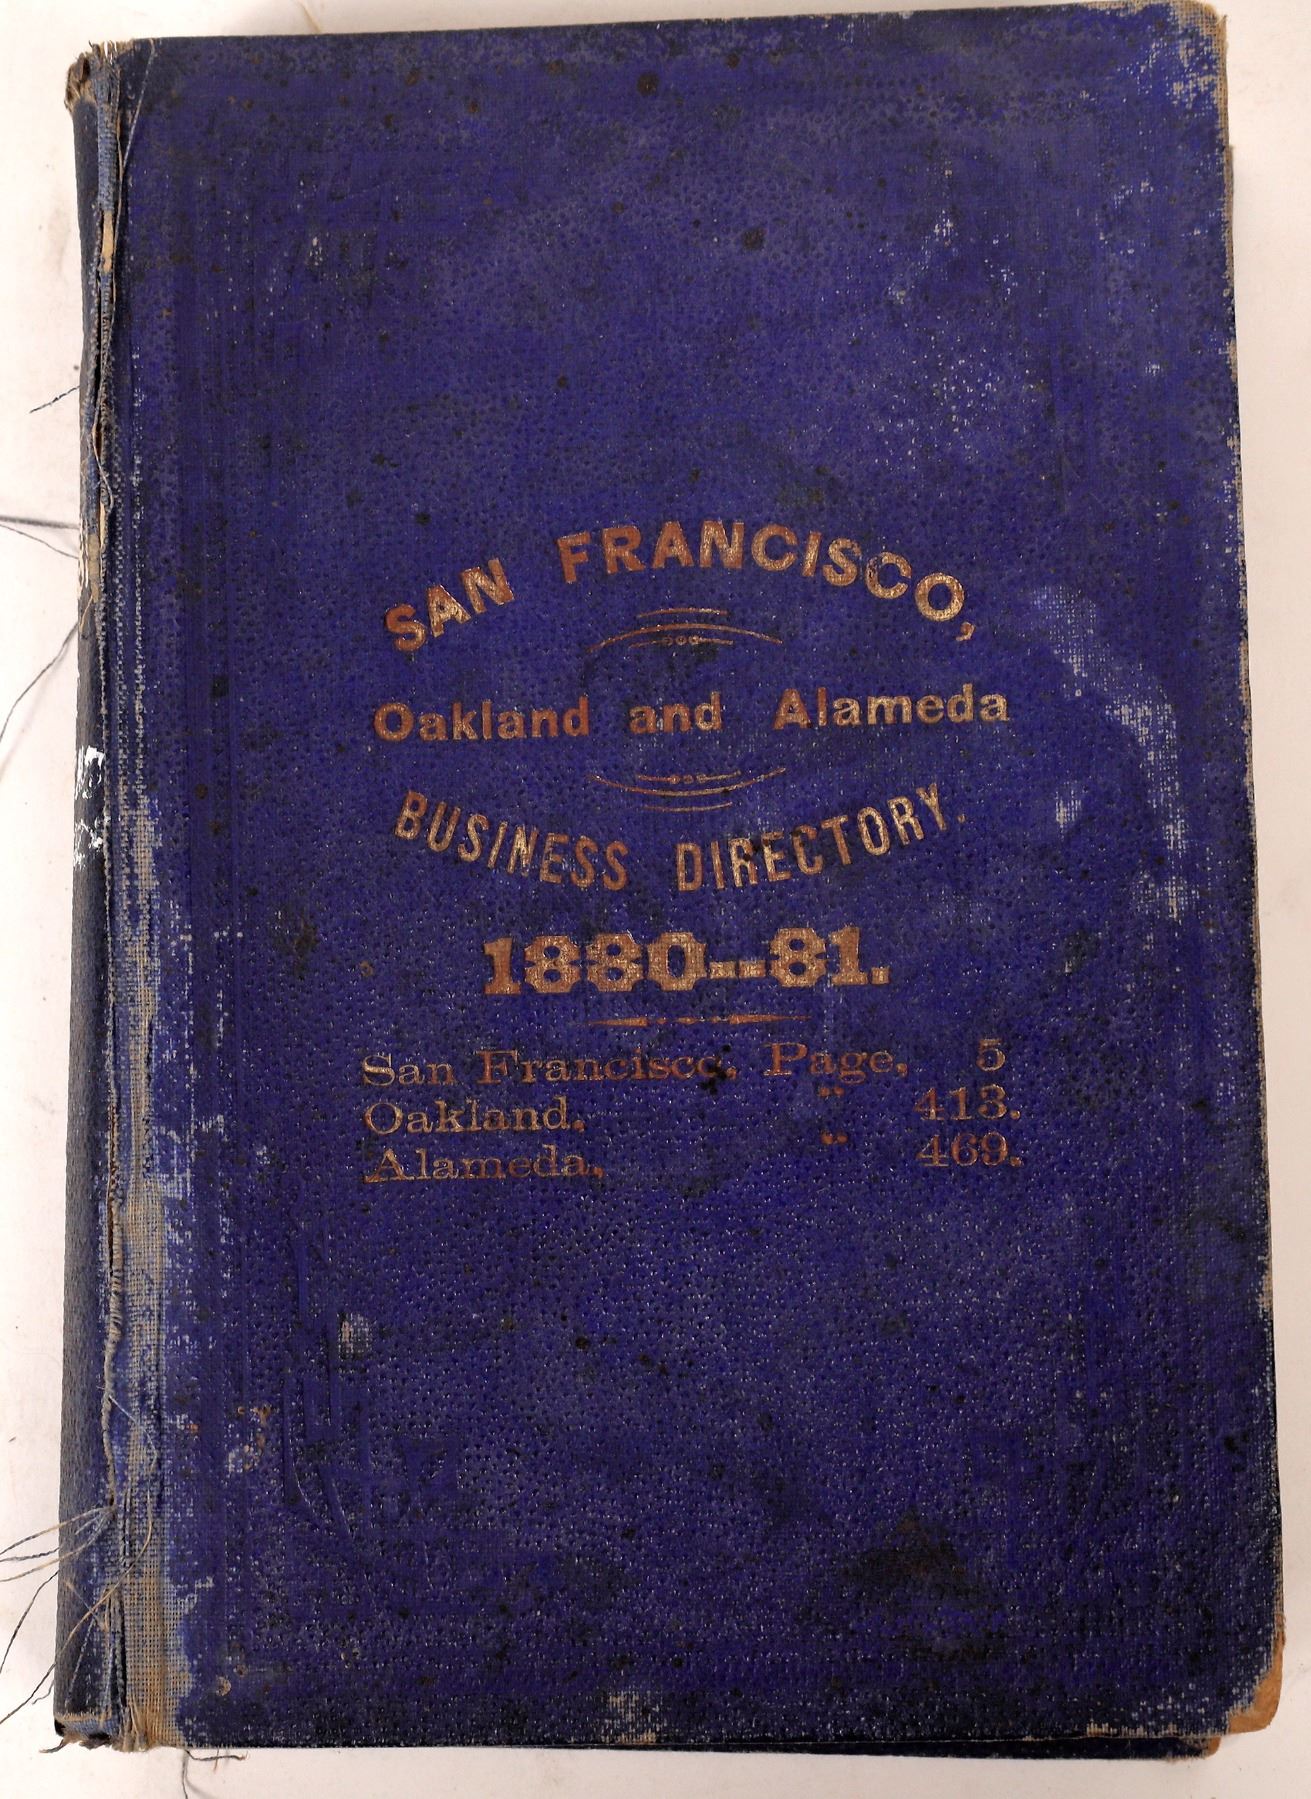 SAN FRANCISCO,
Oakland and Alameda
BUSINESS DIRECTORY.
1880--81.
San Francisco, Page, 5
Oakland. " 413.
Alameda, " 469.